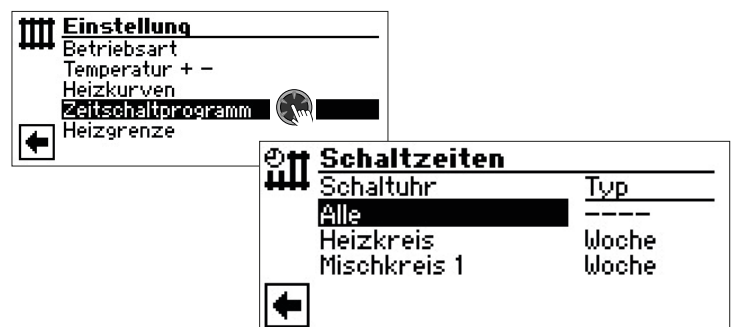 Einstellung
Betriebsart
Temperatur + -
Heizkurven
Zeitschaltprogramm
Heizgrenze
Schaltzeiten
Schaltuhr Typ
Alle ----
Heizkreis Woche
Mischkreis 1 Woche